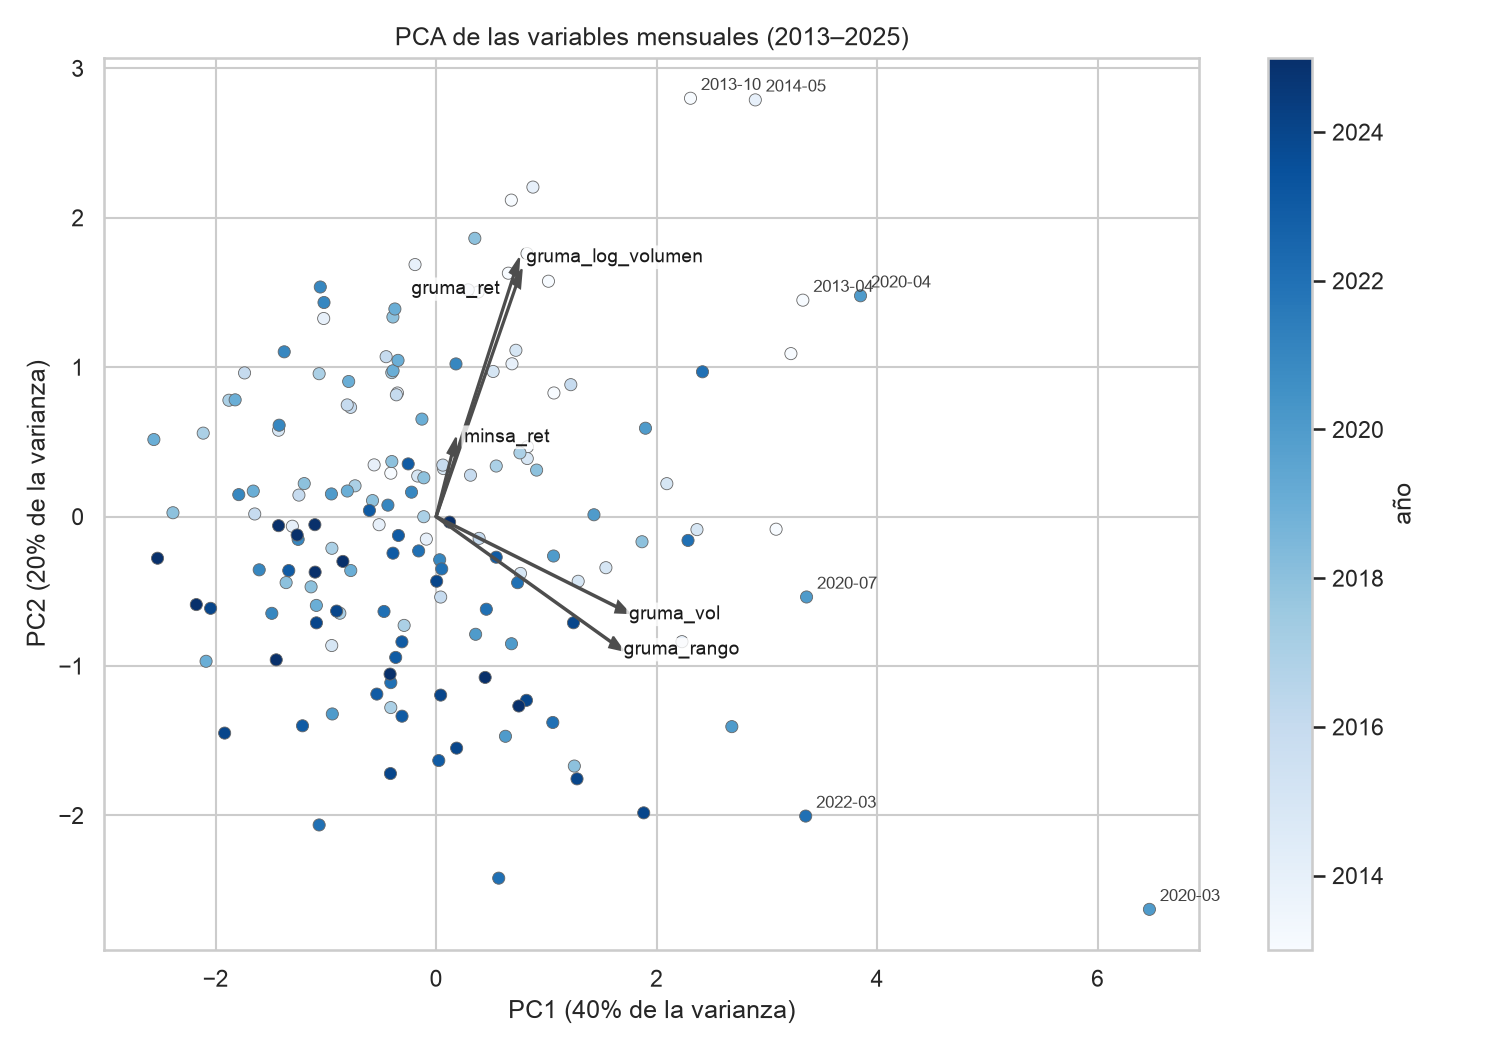 PCA de las variables mensuales (2013–2025)
3
2
1
0
−1
−2
PC2 (20% de la varianza)
2013-10
2014-05
gruma_log_volumen
gruma_ret
2013-04
2020-04
minsa_ret
2020-07
gruma_vol
gruma_rango
2022-03
2020-03
−2
0
2
4
6
PC1 (40% de la varianza)
2024
2022
2020
2018
2016
2014
año